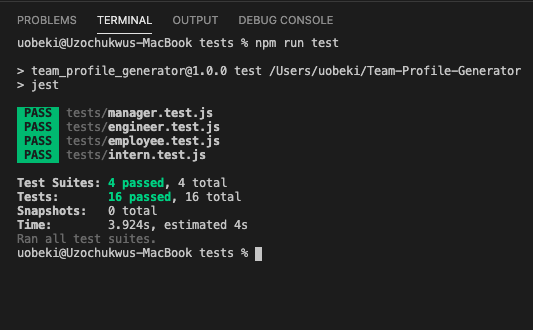 PROBLEMS TERMINAL OUTPUT DEBUG CONSOLE
uobeki@Uzochukwus-MacBook tests % npm run test
> team_profile_generator@1.0.0 test /Users/uobeki/Team-Profile-Generator
> jest
PASS tests/manager.test.js
PASS tests/engineer.test.js
PASS tests/employee.test.js
PASS tests/intern.test.js
Test Suites: 4 passed, 4 total
Tests: 16 passed, 16 total
Snapshots: 0 total
Time: 3.924s, estimated 4s
Ran all test suites.
uobeki@Uzochukwus-MacBook tests %